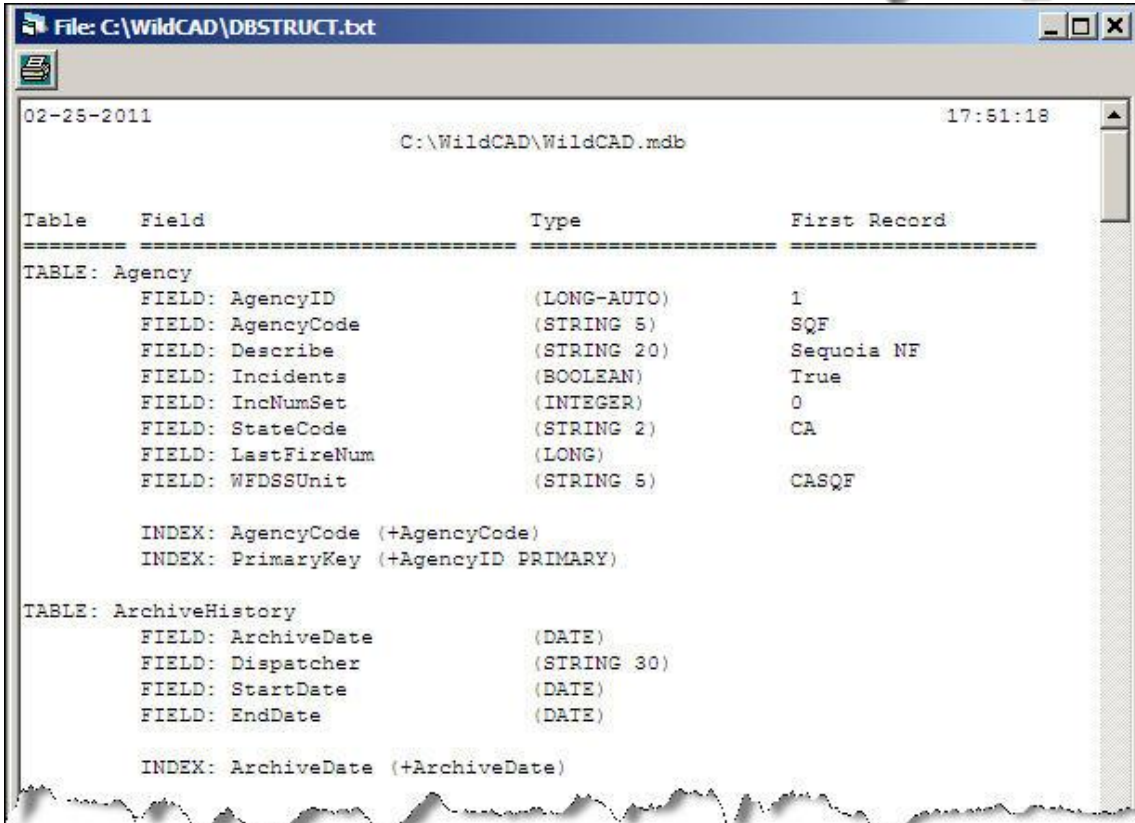 File: C:\WildCAD\DBSTRUCT.txt
02-25-2011 17:51:18
C:\WildCAD\WildCAD.mdb
Table Field Type First Record
======== ============================= =================== ===================
TABLE: Agency
FIELD: AgencyID (LONG-AUTO) 1
FIELD: AgencyCode (STRING 5) SQF
FIELD: Describe (STRING 20) Sequoia NF
FIELD: Incidents (BOOLEAN) True
FIELD: IncNumSet (INTEGER) 0
FIELD: StateCode (STRING 2) CA
FIELD: LastFireNum (LONG)
FIELD: WFDSSUnit (STRING 5) CASQF
INDEX: AgencyCode (+AgencyCode)
INDEX: PrimaryKey (+AgencyID PRIMARY)
TABLE: ArchiveHistory
FIELD: ArchiveDate (DATE)
FIELD: Dispatcher (STRING 30)
FIELD: StartDate (DATE)
FIELD: EndDate (DATE)
INDEX: ArchiveDate (+ArchiveDate)